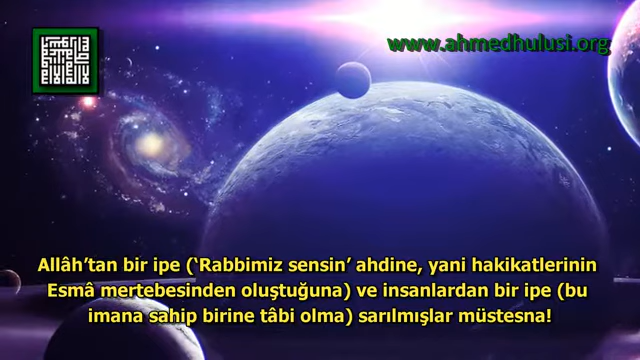 www.ahmedhulusi.org
Allâh’tan bir ipe (‘Rabbimiz sensin’ ahdine, yani hakikatlerinin
Esmâ mertebesinden oluştuğuna) ve insanlardan bir ipe (bu
imana sahip birine tâbi olma) sarılmışlar müstesna!